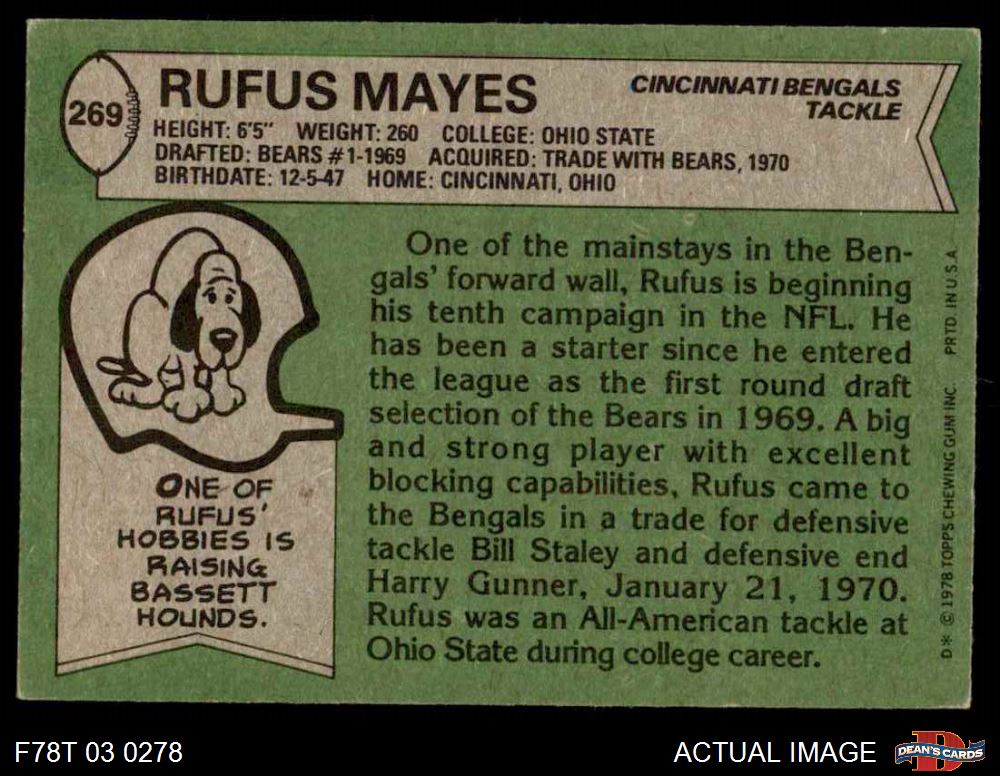 269
RUFUS MAYES
CINCINNATI BENGALS
TACKLE
HEIGHT: 6'5" WEIGHT: 260 COLLEGE: OHIO STATE
DRAFTED: BEARS #1-1969 ACQUIRED: TRADE WITH BEARS, 1970
BIRTHDATE: 12-5-47 HOME: CINCINNATI, OHIO
One of the mainstays in the Ben-
gals' forward wall, Rufus is beginning
his tenth campaign in the NFL. He
has been a starter since he entered
the league as the first round draft
selection of the Bears in 1969. A big
and strong player with excellent
blocking capabilities, Rufus came to
the Bengals in a trade for defensive
tackle Bill Staley and defensive end
Harry Gunner, January 21, 1970.
Rufus was an All-American tackle at
Ohio State during college career.
ONE OF
RUFUS'
HOBBIES IS
RAISING
BASSETT
HOUNDS.
D* © 1978 TOPPS CHEWING GUM INC. PRTD. IN U.S.A.
F78T 03 0278
ACTUAL IMAGE
D
DEAN'S CARDS